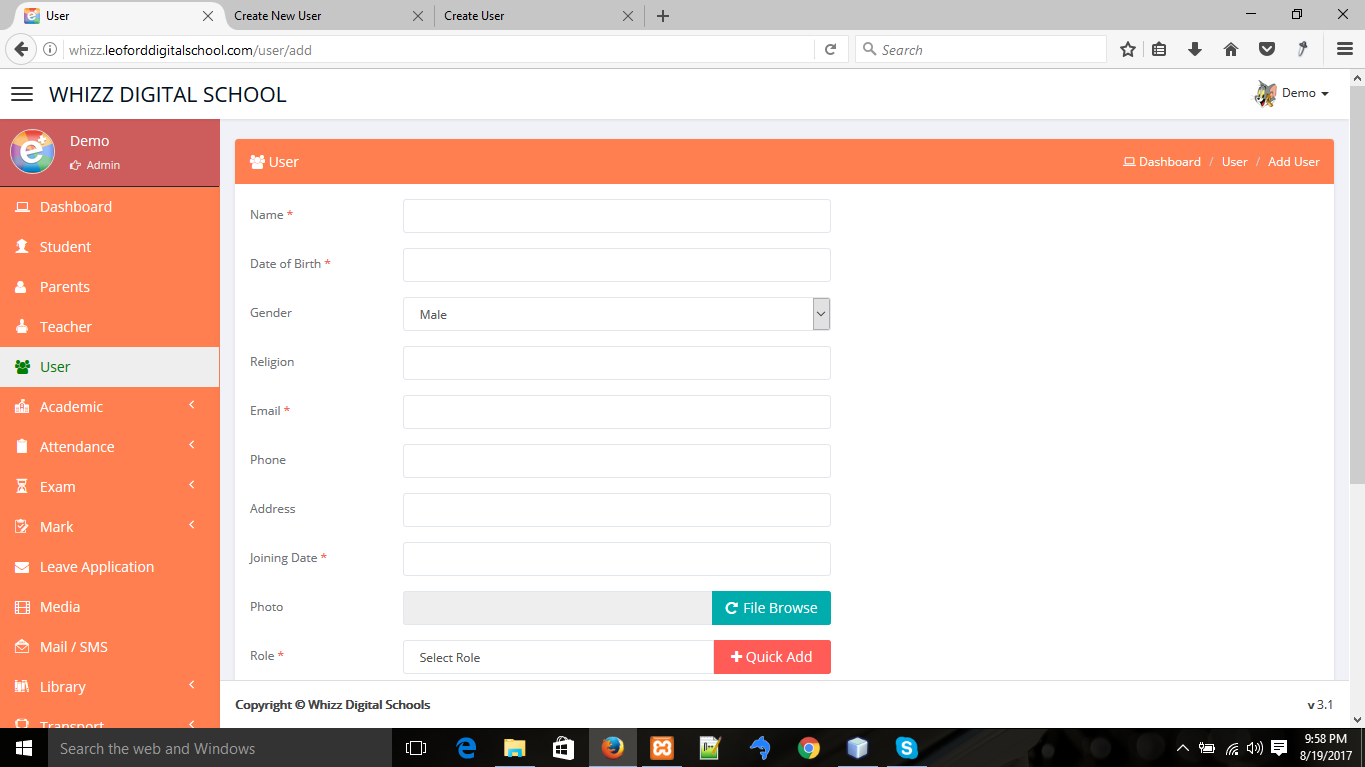 User
Create New User
Create User
whizz.leoforddigitalschool.com/user/add
Search
WHIZZ DIGITAL SCHOOL
Demo
Demo
Admin
Dashboard
Student
Parents
Teacher
User
Academic
Attendance
Exam
Mark
Leave Application
Media
Mail / SMS
Library
Transport
User
Dashboard / User / Add User
Name *
Date of Birth *
Gender
Male
Religion
Email *
Phone
Address
Joining Date *
Photo
File Browse
Role *
Select Role
Quick Add
Copyright © Whizz Digital Schools
v 3.1
Search the web and Windows
9:58 PM
8/19/2017